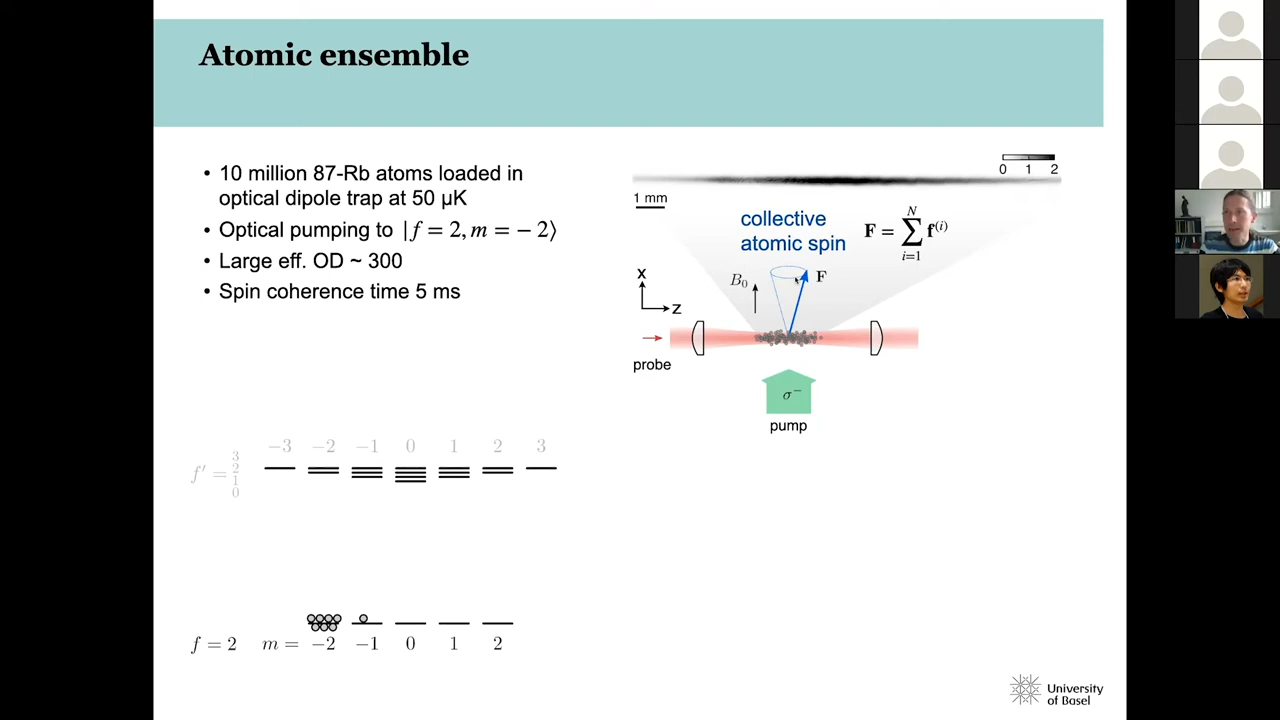 Atomic ensemble
• 10 million 87-Rb atoms loaded in
optical dipole trap at 50 µK
• Optical pumping to |f = 2, m = − 2⟩
• Large eff. OD ~ 300
• Spin coherence time 5 ms
0 1 2
1 mm
collective
atomic spin
F = ∑ f⁽ⁱ⁾
N
i=1
B₀
F
x
z
probe
σ⁻
pump
−3 −2 −1 0 1 2 3
f′ = 3 2 1 0
f = 2 m = −2 −1 0 1 2
University
of Basel